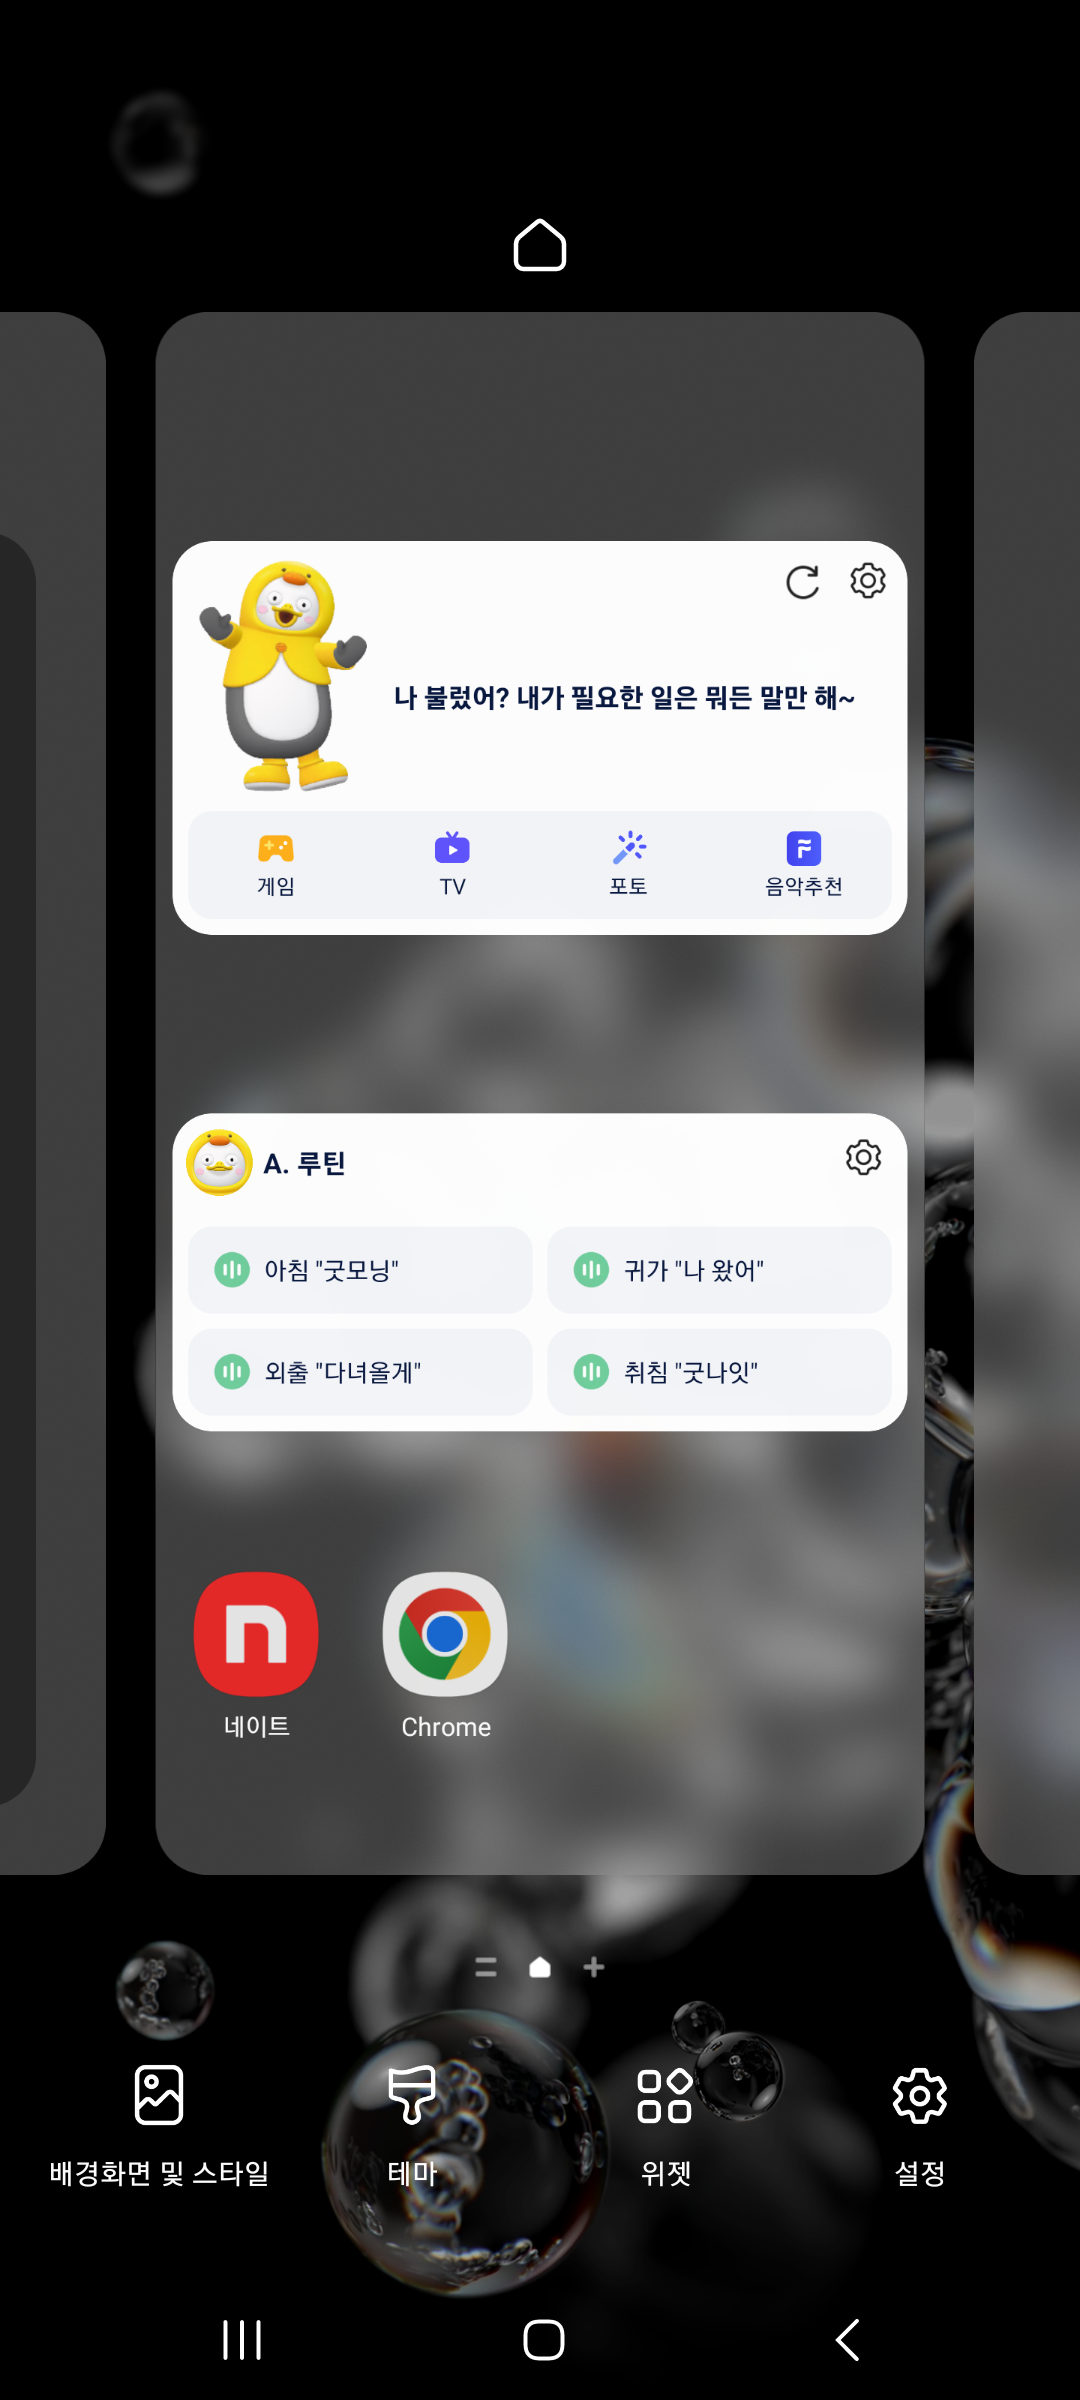 나 불렀어? 내가 필요한 일은 뭐든 말만 해~
게임 TV 포토 음악추천
A. 루틴
아침 "굿모닝" 귀가 "나 왔어"
외출 "다녀올게" 취침 "굿나잇"
네이트 Chrome
배경화면 및 스타일 테마 위젯 설정